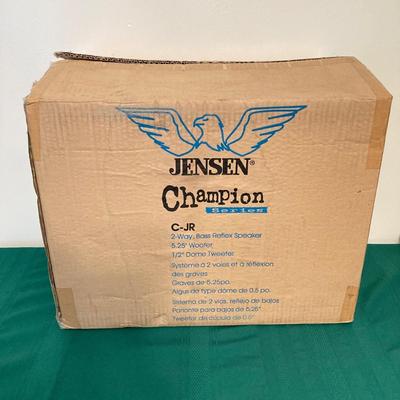 JENSEN®
Champion
Series
C-JR
2-Way, Bass Reflex Speaker
5.25" Woofer
1/2" Dome Tweeter
Système à 2 voies et à réflexion
des graves
Graves de 5.25po.
Aigus de type dôme de 0.5 po.
Sistema de 2 vias, reflejo de bajos
Parlante para bajos de 5.25"
Tweeter de cúpula de 0.5"